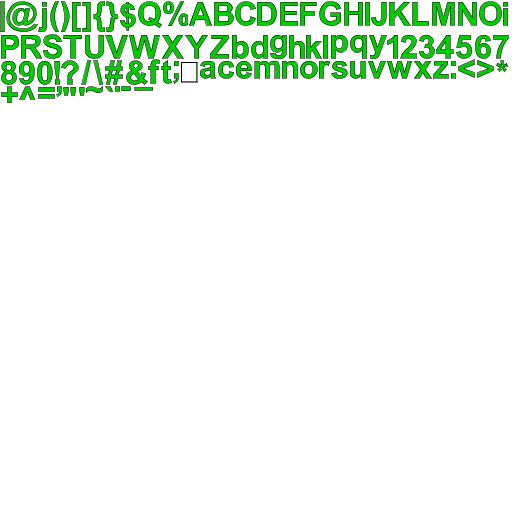 |@j()[]{}$Q%ABCDEFGHIJKLMNOi
PRSTUVWXYZbdghklpqy1234567
890!?/\#&ft;□acemnorsuvwxz:<>*
+^=,"'~`"-_